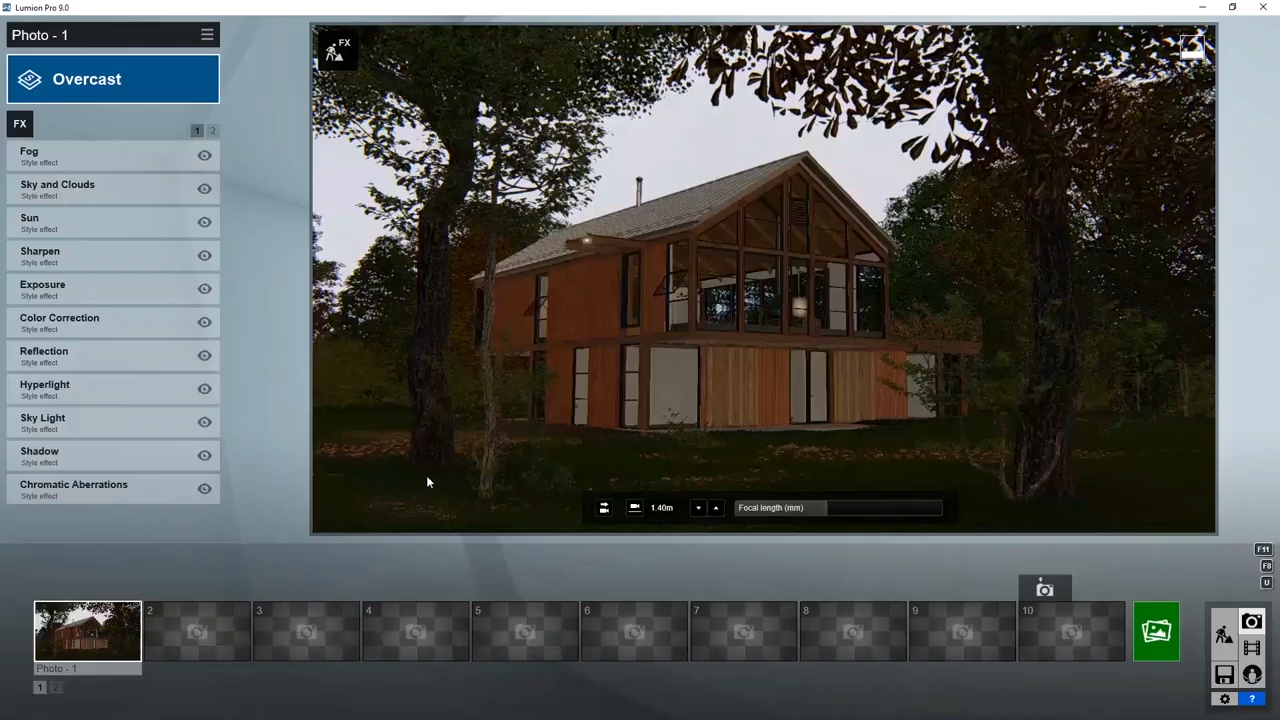 Lumion Pro 9.0
Photo - 1
Overcast
FX
1 2
Fog
Style effect
Sky and Clouds
Style effect
Sun
Style effect
Sharpen
Style effect
Exposure
Style effect
Color Correction
Style effect
Reflection
Style effect
Hyperlight
Style effect
Sky Light
Style effect
Shadow
Style effect
Chromatic Aberrations
Style effect
FX
1.40m
Focal length (mm)
F11
F8
U
2 3 4 5 6 7 8 9 10
Photo - 1
1 2
?